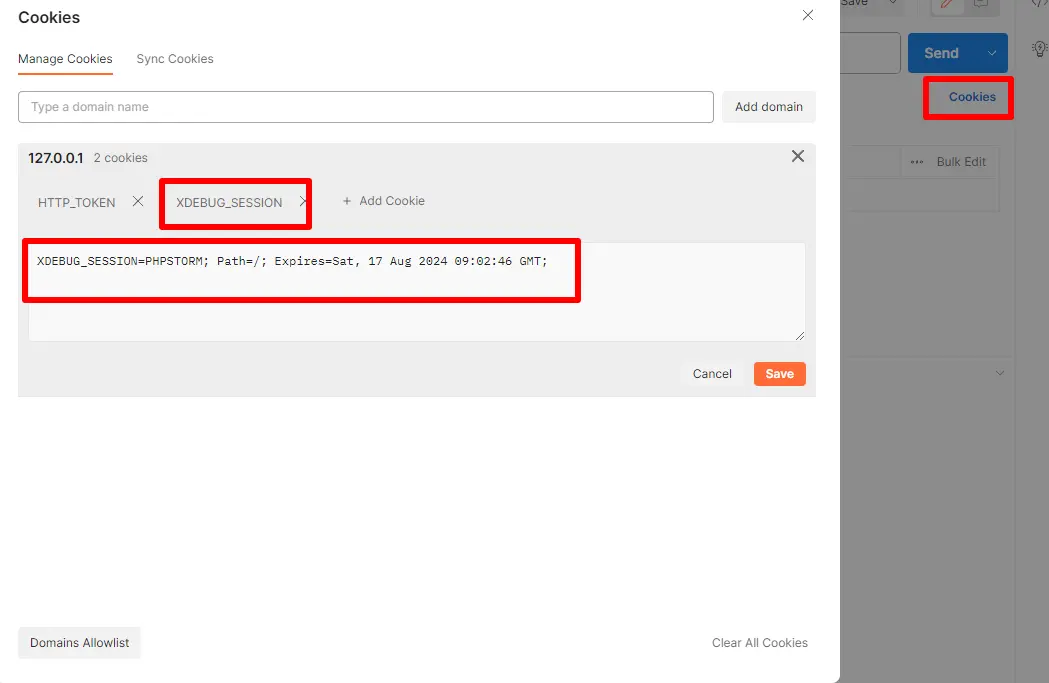 Cookies
Save
Manage Cookies Sync Cookies
Send
Cookies
Type a domain name Add domain
127.0.0.1 2 cookies
Bulk Edit
HTTP_TOKEN XDEBUG_SESSION + Add Cookie
XDEBUG_SESSION=PHPSTORM; Path=/; Expires=Sat, 17 Aug 2024 09:02:46 GMT;
Cancel Save
Domains Allowlist Clear All Cookies